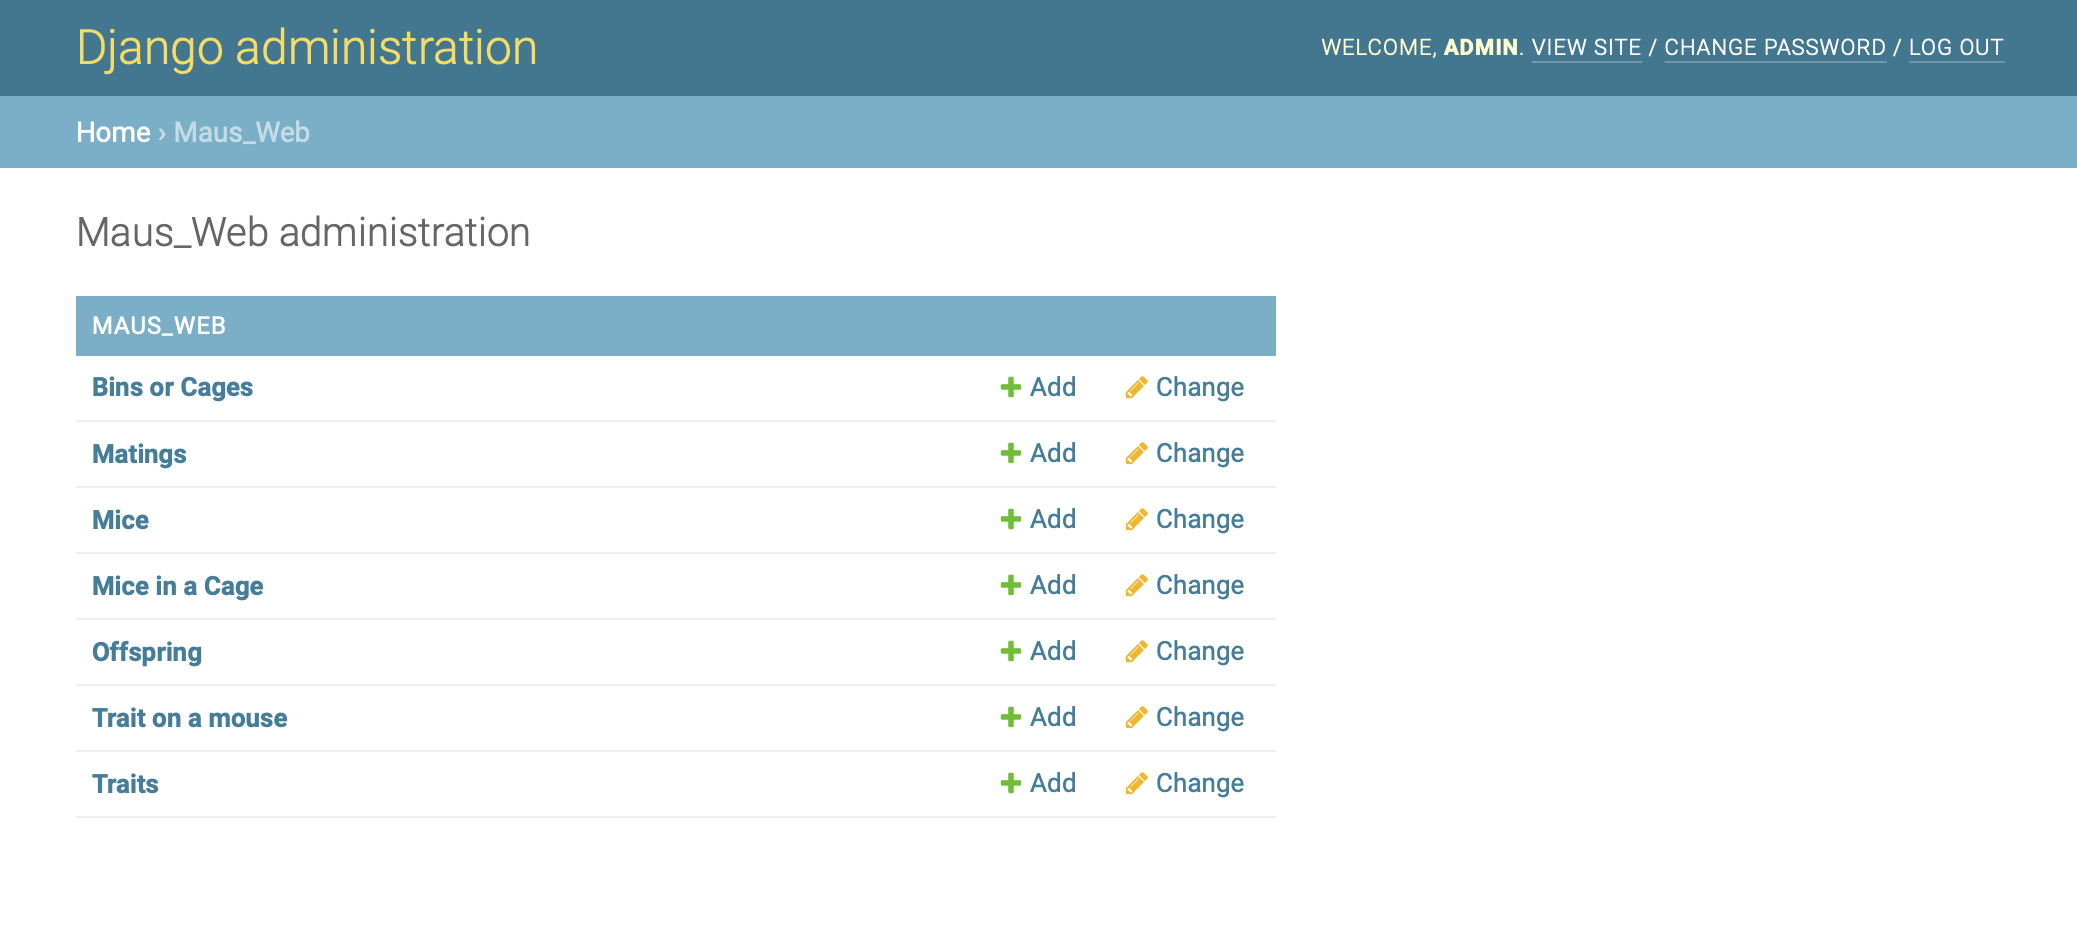 Django administration
WELCOME, ADMIN. VIEW SITE / CHANGE PASSWORD / LOG OUT
Home › Maus_Web
Maus_Web administration
MAUS_WEB
Bins or Cages Add Change
Matings Add Change
Mice Add Change
Mice in a Cage Add Change
Offspring Add Change
Trait on a mouse Add Change
Traits Add Change